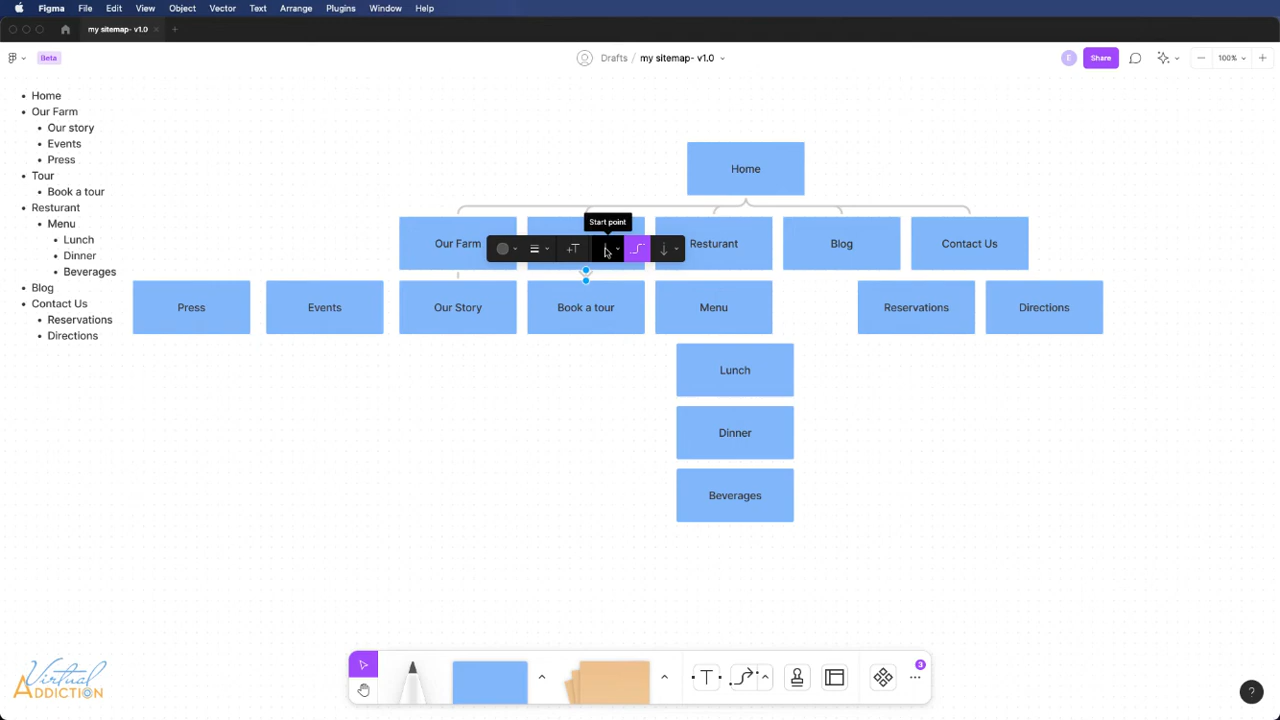 Figma File Edit View Object Vector Text Arrange Plugins Window Help
my sitemap- v1.0
Beta
Drafts / my sitemap- v1.0
E
Share
100%
Home
Our Farm
Our story
Events
Press
Tour
Book a tour
Resturant
Menu
Lunch
Dinner
Beverages
Blog
Contact Us
Reservations
Directions
Home
Start point
Our Farm
Resturant
Blog
Contact Us
+T
Press
Events
Our Story
Book a tour
Menu
Reservations
Directions
Lunch
Dinner
Beverages
T
3
Virtual
ADDICTION
?